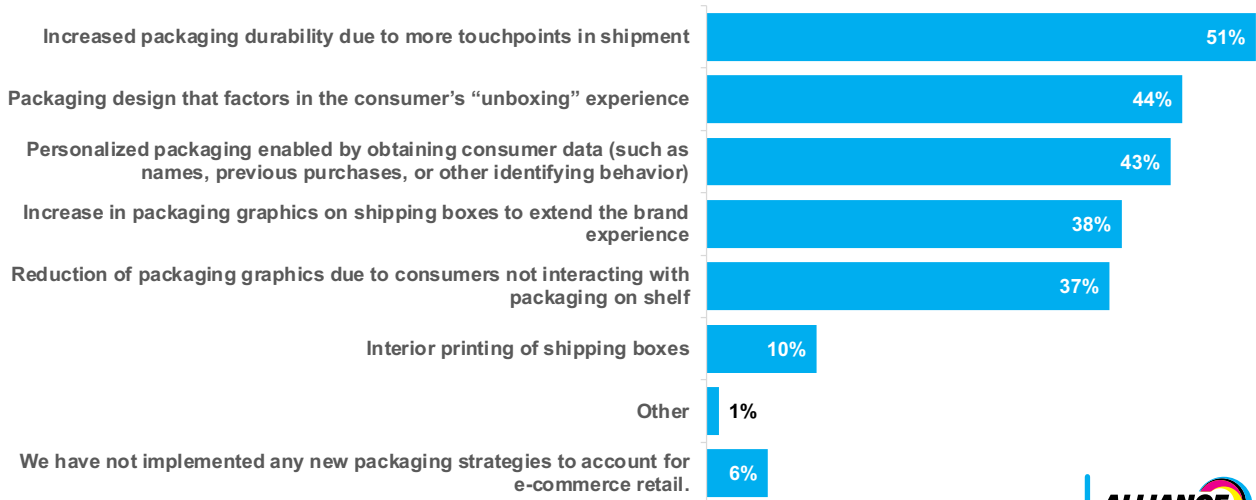 Increased packaging durability due to more touchpoints in shipment
51%
Packaging design that factors in the consumer’s “unboxing” experience
44%
Personalized packaging enabled by obtaining consumer data (such as
names, previous purchases, or other identifying behavior)
43%
Increase in packaging graphics on shipping boxes to extend the brand
experience
38%
Reduction of packaging graphics due to consumers not interacting with
packaging on shelf
37%
Interior printing of shipping boxes
10%
Other
1%
We have not implemented any new packaging strategies to account for
e-commerce retail.
6%
ALLIANCE